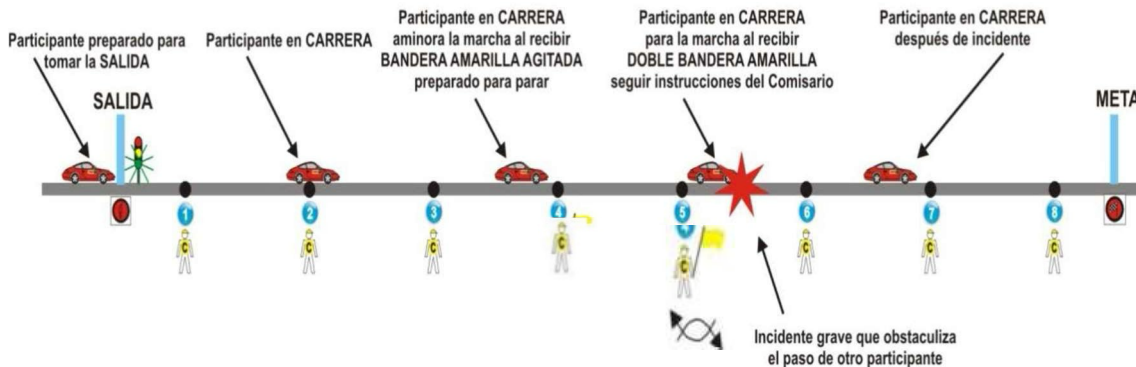 Participante preparado para
tomar la SALIDA
Participante en CARRERA
Participante en CARRERA
aminora la marcha al recibir
BANDERA AMARILLA AGITADA
preparado para parar
Participante en CARRERA
para la marcha al recibir
DOBLE BANDERA AMARILLA
seguir instrucciones del Comisario
Participante en CARRERA
después de incidente
SALIDA
META
1
2
3
4
5
6
7
8
C
C
C
C
C
C
C
C
Incidente grave que obstaculiza
el paso de otro participante